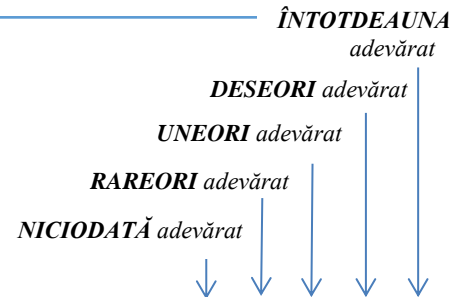 ÎNTOTDEAUNA
adevărat
DESEORI adevărat
UNEORI adevărat
RAREORI adevărat
NICIODATĂ adevărat